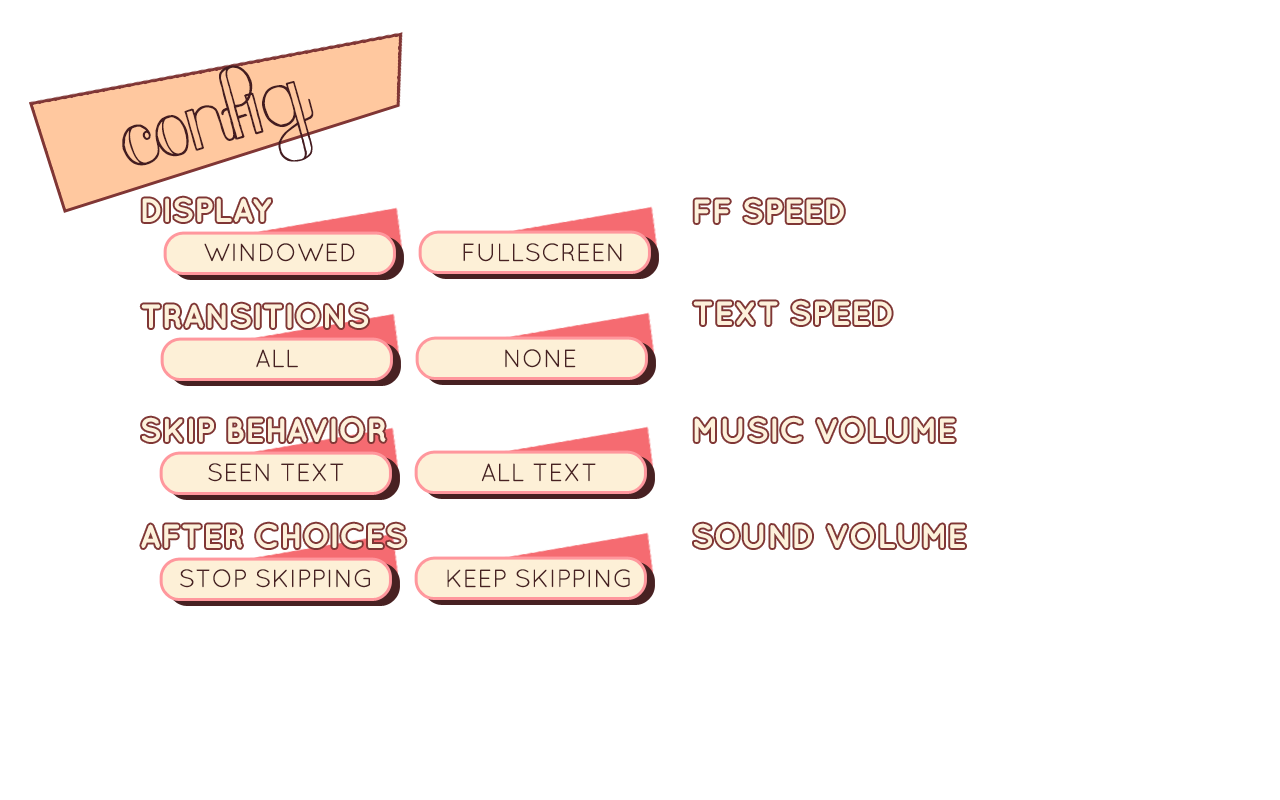 config
DISPLAY
WINDOWED FULLSCREEN
TRANSITIONS
ALL NONE
SKIP BEHAVIOR
SEEN TEXT ALL TEXT
AFTER CHOICES
STOP SKIPPING KEEP SKIPPING
FF SPEED
TEXT SPEED
MUSIC VOLUME
SOUND VOLUME